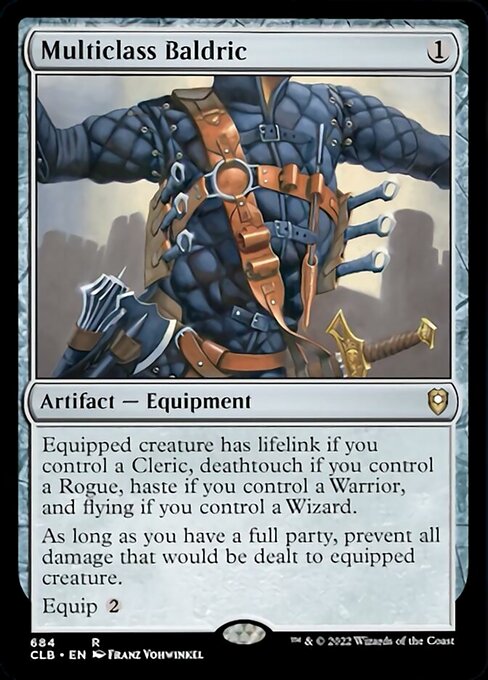 Multiclass Baldric 1
Artifact — Equipment
Equipped creature has lifelink if you
control a Cleric, deathtouch if you control
a Rogue, haste if you control a Warrior,
and flying if you control a Wizard.
As long as you have a full party, prevent all
damage that would be dealt to equipped
creature.
Equip 2
684 R
CLB • EN Franz Vohwinkel
™ & © 2022 Wizards of the Coast